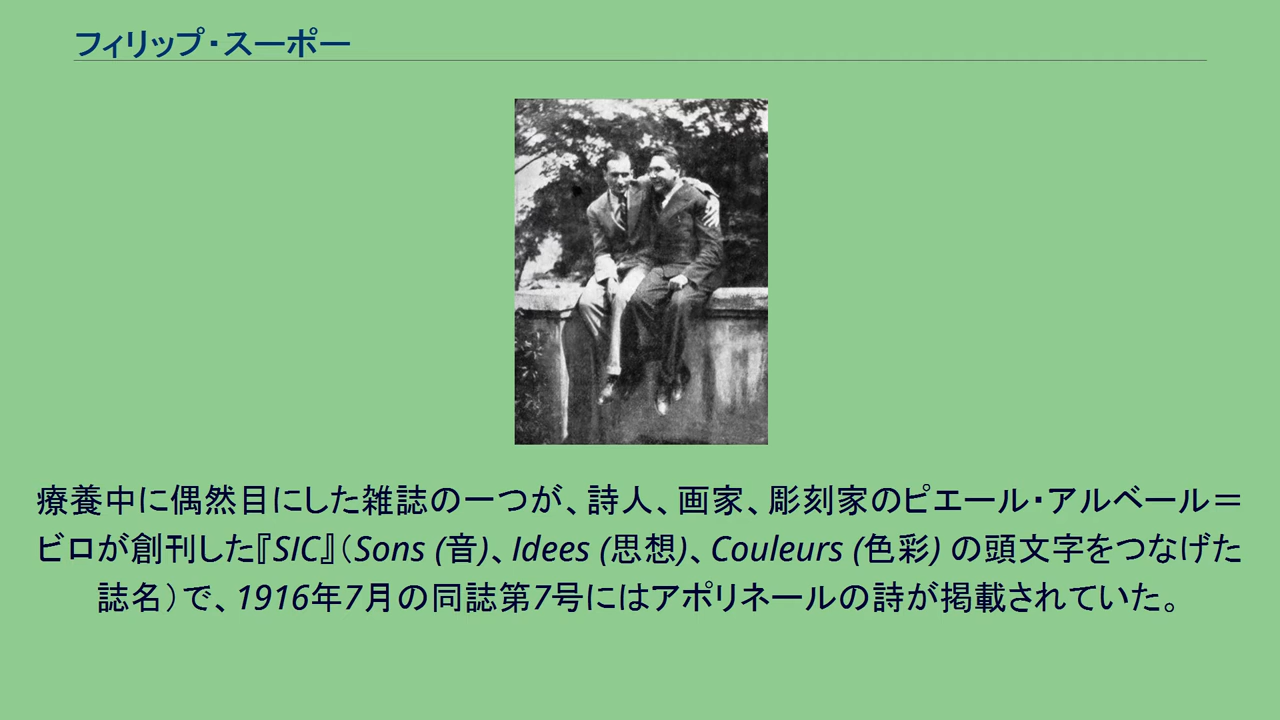 フィリップ・スーポー
療養中に偶然目にした雑誌の一つが、詩人、画家、彫刻家のピエール・アルベール＝
ビロが創刊した『SIC』（Sons (音)、Idees (思想)、Couleurs (色彩) の頭文字をつなげた
誌名）で、1916年7月の同誌第7号にはアポリネールの詩が掲載されていた。